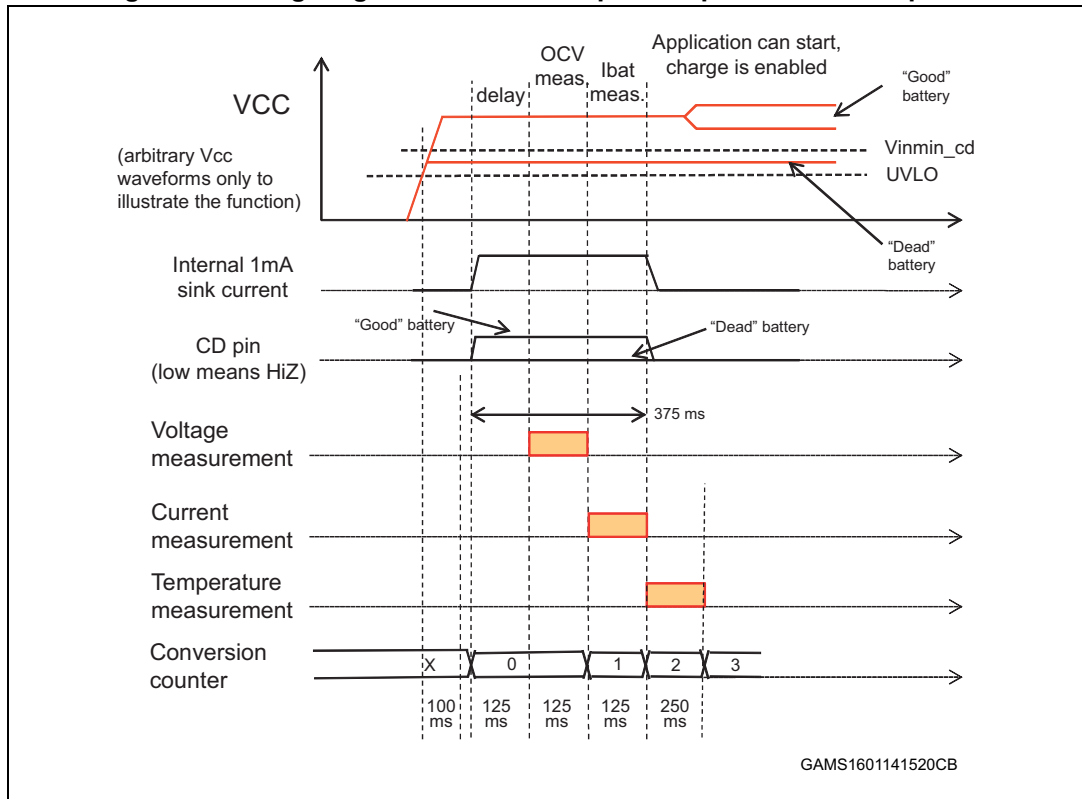 Application can start,
charge is enabled
OCV
meas.
Ibat
meas.
delay
"Good"
battery
VCC
Vinmin_cd
(arbitrary Vcc
waveforms only to
illustrate the function)
UVLO
"Dead"
battery
Internal 1mA
sink current
"Good" battery
"Dead" battery
CD pin
(low means HiZ)
375 ms
Voltage
measurement
Current
measurement
Temperature
measurement
Conversion
counter
X 0 1 2 3
100 125 125 125 250
ms ms ms ms ms
GAMS1601141520CB